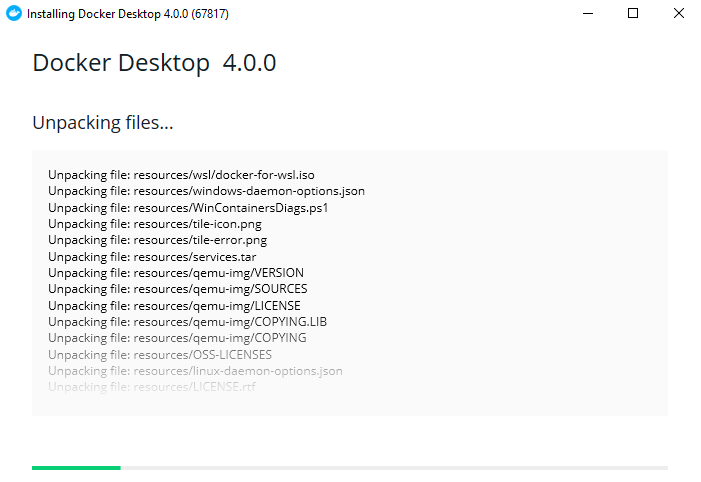 Installing Docker Desktop 4.0.0 (67817)
Docker Desktop 4.0.0
Unpacking files...
Unpacking file: resources/wsl/docker-for-wsl.iso
Unpacking file: resources/windows-daemon-options.json
Unpacking file: resources/WinContainersDiags.ps1
Unpacking file: resources/tile-icon.png
Unpacking file: resources/tile-error.png
Unpacking file: resources/services.tar
Unpacking file: resources/qemu-img/VERSION
Unpacking file: resources/qemu-img/SOURCES
Unpacking file: resources/qemu-img/LICENSE
Unpacking file: resources/qemu-img/COPYING.LIB
Unpacking file: resources/qemu-img/COPYING
Unpacking file: resources/OSS-LICENSES
Unpacking file: resources/linux-daemon-options.json
Unpacking file: resources/LICENSE.rtf